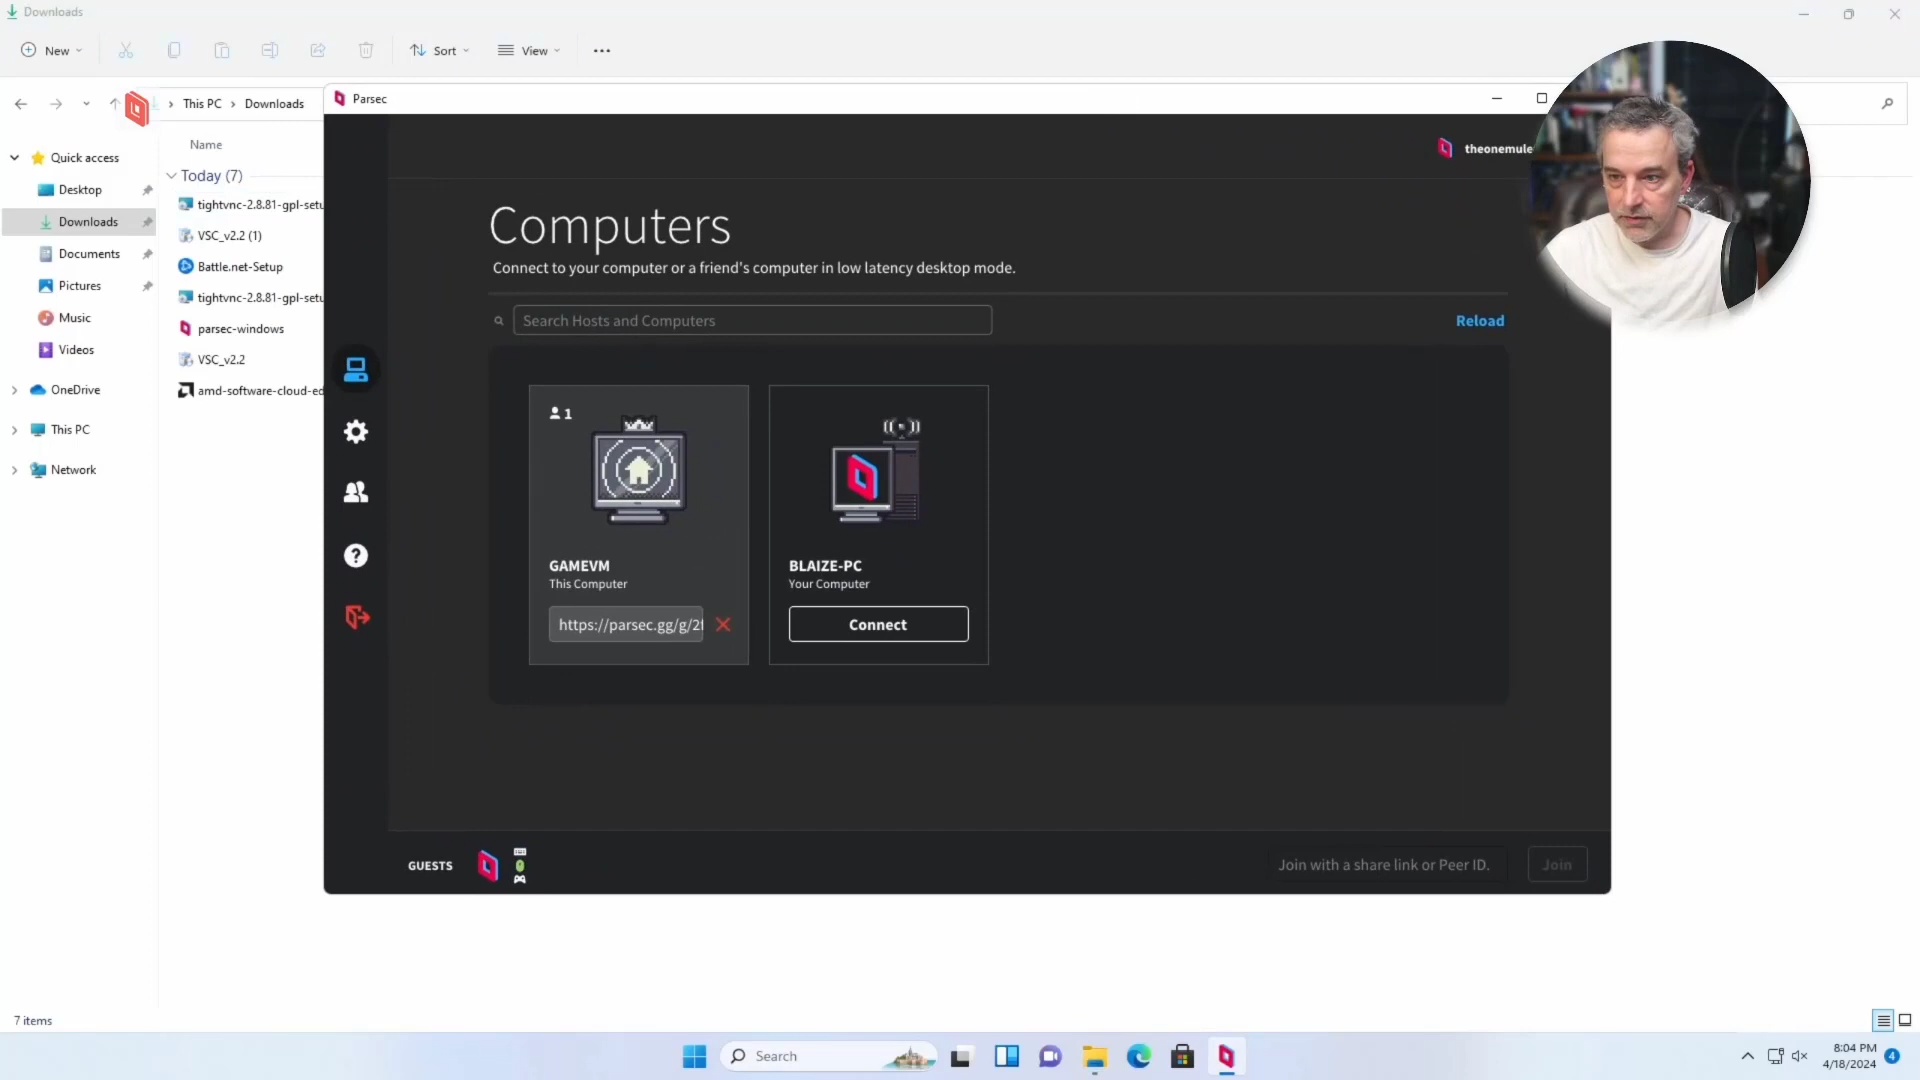 Downloads
New
Sort
View
This PC
Downloads
Parsec
theonemule
Name
Quick access
Today (7)
Desktop
tightvnc-2.8.81-gpl-setu
Downloads
VSC_v2.2 (1)
Documents
Battle.net-Setup
Pictures
tightvnc-2.8.81-gpl-setu
Music
parsec-windows
Videos
VSC_v2.2
OneDrive
amd-software-cloud-ed
This PC
Network
Computers
Connect to your computer or a friend's computer in low latency desktop mode.
Search Hosts and Computers
Reload
1
GAMEVM
This Computer
https://parsec.gg/g/2f
BLAIZE-PC
Your Computer
Connect
GUESTS
Join with a share link or Peer ID.
Join
7 items
Search
8:04 PM
4/18/2024
4